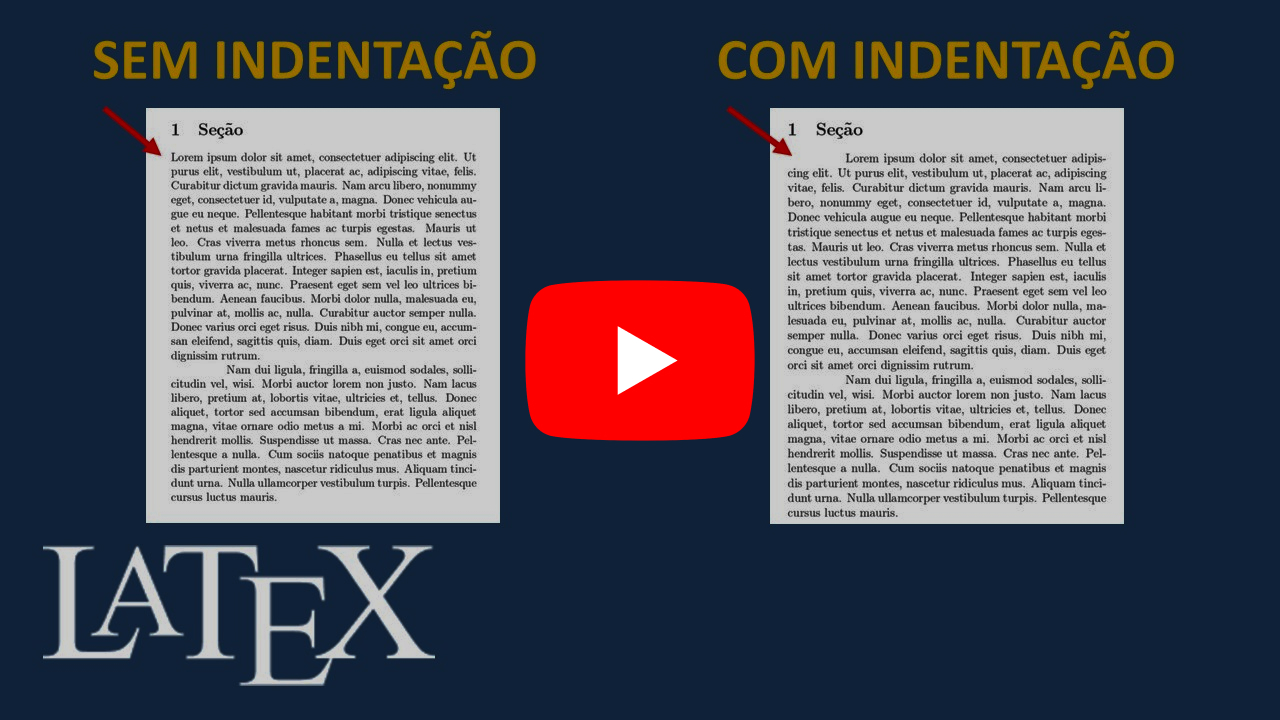 SEM INDENTAÇÃO
1 Seção
Lorem ipsum dolor sit amet, consectetuer adipiscing elit. Ut
purus elit, vestibulum ut, placerat ac, adipiscing vitae, felis.
Curabitur dictum gravida mauris. Nam arcu libero, nonummy
eget, consectetuer id, vulputate a, magna. Donec vehicula au-
gue eu neque. Pellentesque habitant morbi tristique senectus
et netus et malesuada fames ac turpis egestas. Mauris ut
leo. Cras viverra metus rhoncus sem. Nulla et lectus ves-
tibulum urna fringilla ultrices. Phasellus eu tellus sit amet
tortor gravida placerat. Integer sapien est, iaculis in, pretium
quis, viverra ac, nunc. Praesent eget sem vel leo ultrices bi-
bendum. Aenean faucibus. Morbi dolor nulla, malesuada eu,
pulvinar at, mollis ac, nulla. Curabitur auctor semper nulla.
Donec varius orci eget risus. Duis nibh mi, congue eu, accum-
san eleifend, sagittis quis, diam. Duis eget orci sit amet orci
dignissim rutrum.
Nam dui ligula, fringilla a, euismod sodales, solli-
citudin vel, wisi. Morbi auctor lorem non justo. Nam lacus
libero, pretium at, lobortis vitae, ultricies et, tellus. Donec
aliquet, tortor sed accumsan bibendum, erat ligula aliquet
magna, vitae ornare odio metus a mi. Morbi ac orci et nisl
hendrerit mollis. Suspendisse ut massa. Cras nec ante. Pel-
lentesque a nulla. Cum sociis natoque penatibus et magnis
dis parturient montes, nascetur ridiculus mus. Aliquam tinci-
dunt urna. Nulla ullamcorper vestibulum turpis. Pellentesque
cursus luctus mauris.
COM INDENTAÇÃO
1 Seção
Lorem ipsum dolor sit amet, consectetuer adipis-
cing elit. Ut purus elit, vestibulum ut, placerat ac, adipiscing
vitae, felis. Curabitur dictum gravida mauris. Nam arcu li-
bero, nonummy eget, consectetuer id, vulputate a, magna.
Donec vehicula augue eu neque. Pellentesque habitant morbi
tristique senectus et netus et malesuada fames ac turpis eges-
tas. Mauris ut leo. Cras viverra metus rhoncus sem. Nulla et
lectus vestibulum urna fringilla ultrices. Phasellus eu tellus
sit amet tortor gravida placerat. Integer sapien est, iaculis
in, pretium quis, viverra ac, nunc. Praesent eget sem vel leo
ultrices bibendum. Aenean faucibus. Morbi dolor nulla, ma-
lesuada eu, pulvinar at, mollis ac, nulla. Curabitur auctor
semper nulla. Donec varius orci eget risus. Duis nibh mi,
congue eu, accumsan eleifend, sagittis quis, diam. Duis eget
orci sit amet orci dignissim rutrum.
Nam dui ligula, fringilla a, euismod sodales, solli-
citudin vel, wisi. Morbi auctor lorem non justo. Nam lacus
libero, pretium at, lobortis vitae, ultricies et, tellus. Donec
aliquet, tortor sed accumsan bibendum, erat ligula aliquet
magna, vitae ornare odio metus a mi. Morbi ac orci et nisl
hendrerit mollis. Suspendisse ut massa. Cras nec ante. Pel-
lentesque a nulla. Cum sociis natoque penatibus et magnis
dis parturient montes, nascetur ridiculus mus. Aliquam tinci-
dunt urna. Nulla ullamcorper vestibulum turpis. Pellentesque
cursus luctus mauris.
LATEX